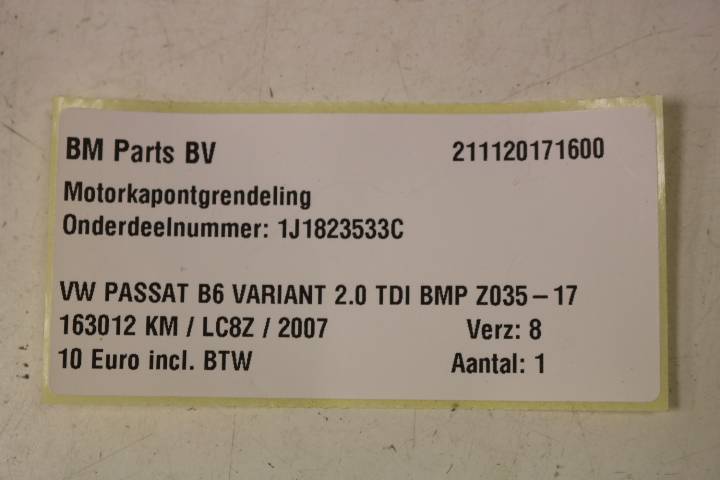 BM Parts BV 211120171600
Motorkapontgrendeling
Onderdeelnummer: 1J1823533C
VW PASSAT B6 VARIANT 2.0 TDI BMP Z035-17
163012 KM / LC8Z / 2007 Verz: 8
10 Euro incl. BTW Aantal: 1